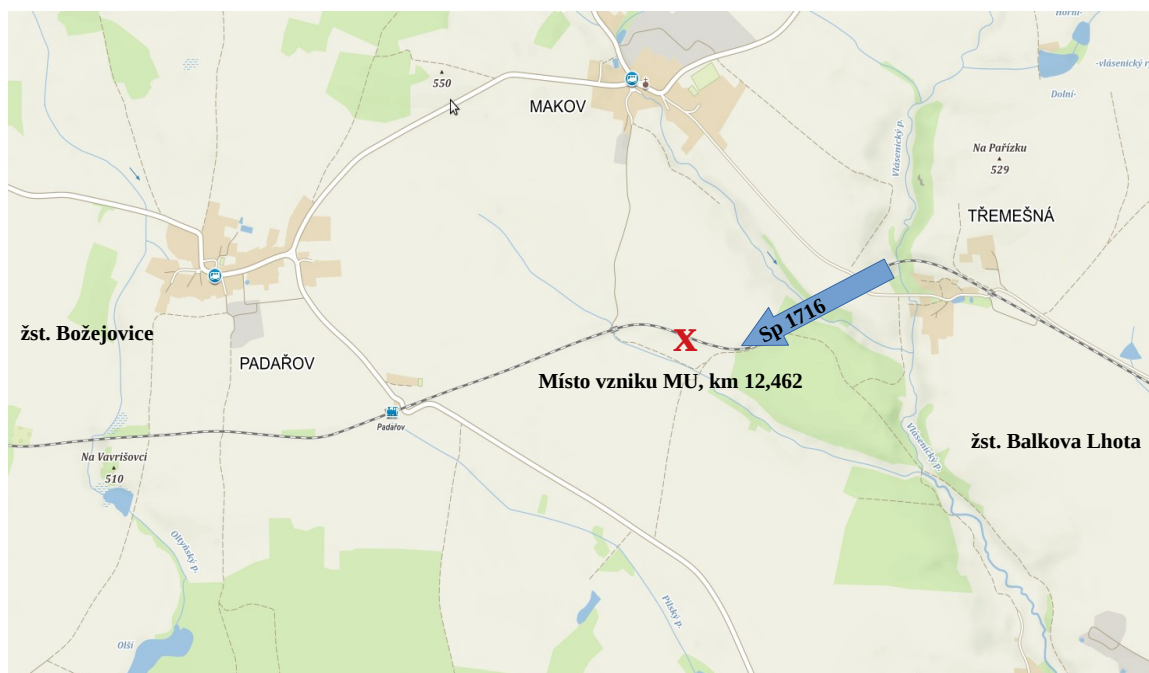 Horní-
-vlásenický ry
Dolní-
550
MAKOV
Vlásenický p.
Na Pařízku
529
TŘEMEŠNÁ
Sp 1716
žst. Božejovice
X
PADAŘOV
Místo vzniku MU, km 12,462
Padařov
žst. Balkova Lhota
Vlásenický p.
Na Vavrišovci
510
Oltyňský p.
Pilský p.
Olší